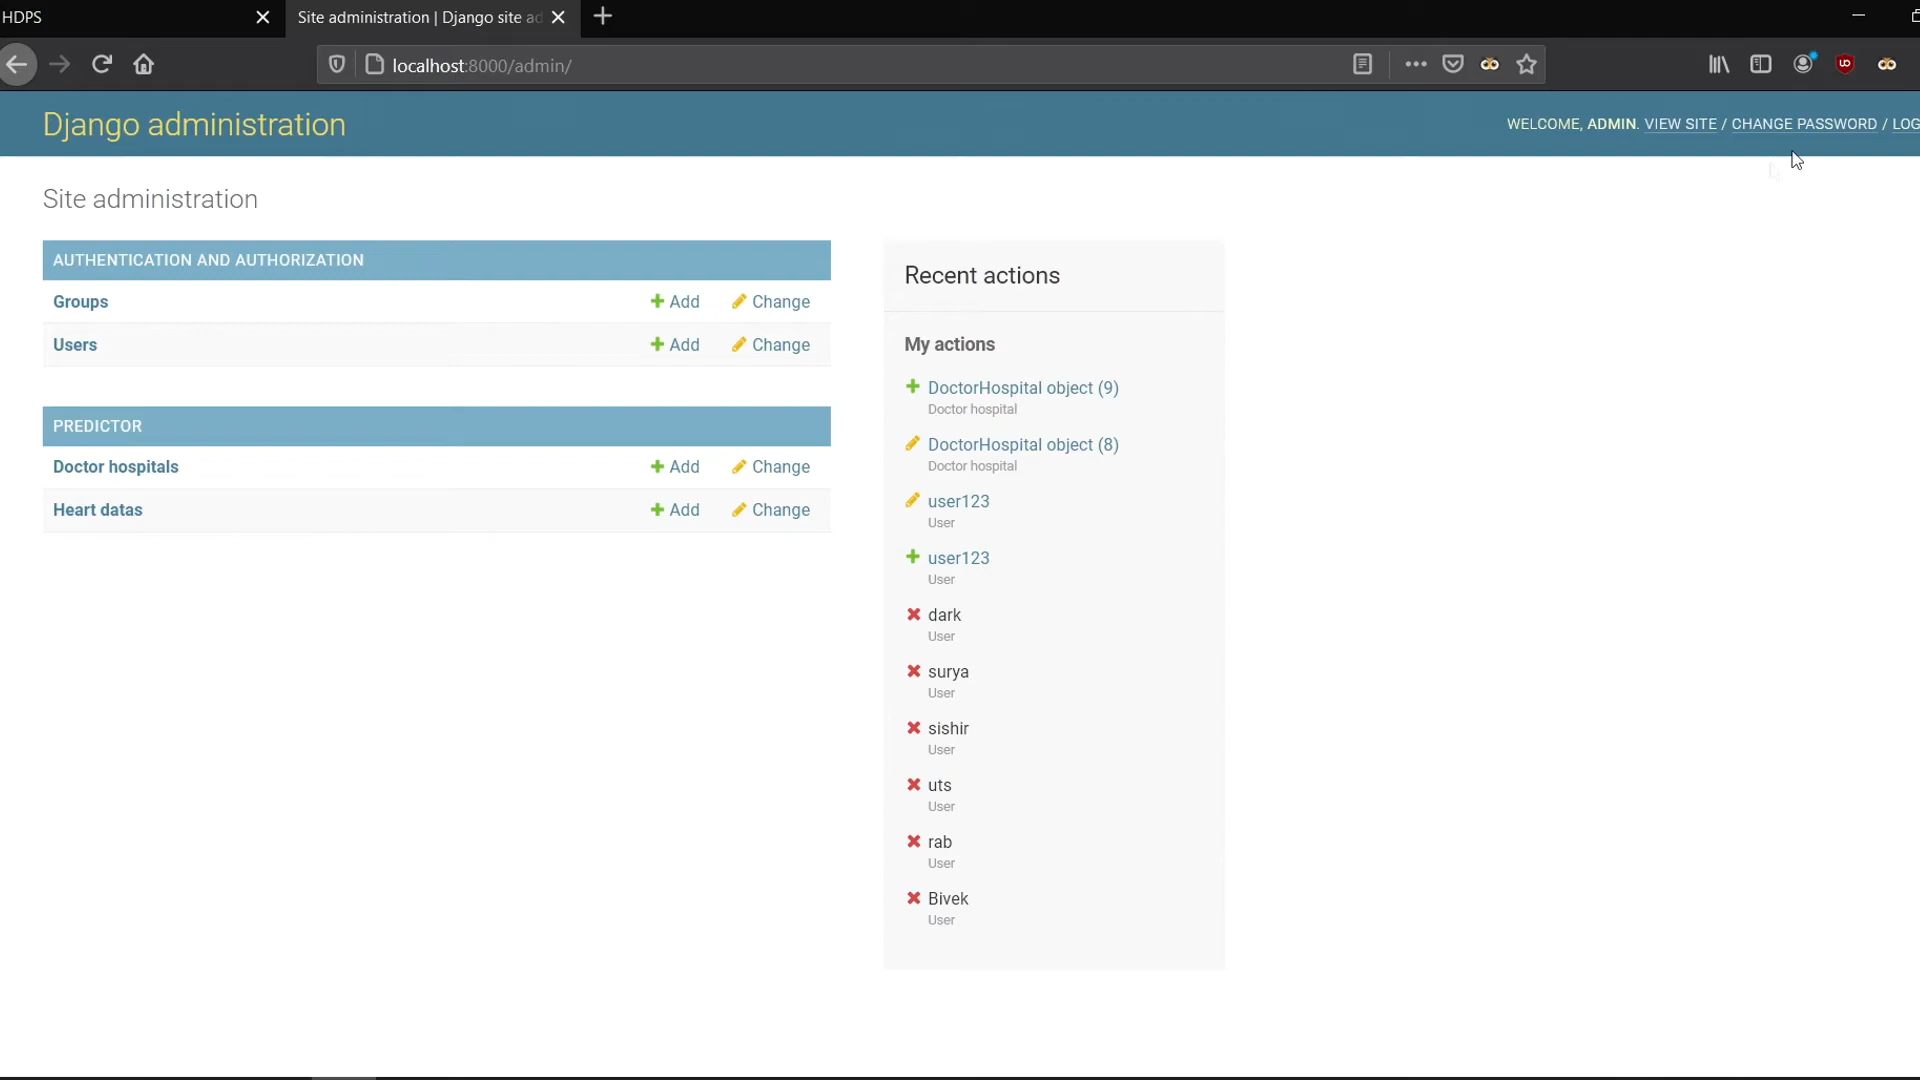 HDPS
Site administration | Django site ad
localhost:8000/admin/
Django administration
WELCOME, ADMIN. VIEW SITE / CHANGE PASSWORD / LOG
Site administration
AUTHENTICATION AND AUTHORIZATION
Groups Add Change
Users Add Change
PREDICTOR
Doctor hospitals Add Change
Heart datas Add Change
Recent actions
My actions
DoctorHospital object (9)
Doctor hospital
DoctorHospital object (8)
Doctor hospital
user123
User
user123
User
dark
User
surya
User
sishir
User
uts
User
rab
User
Bivek
User